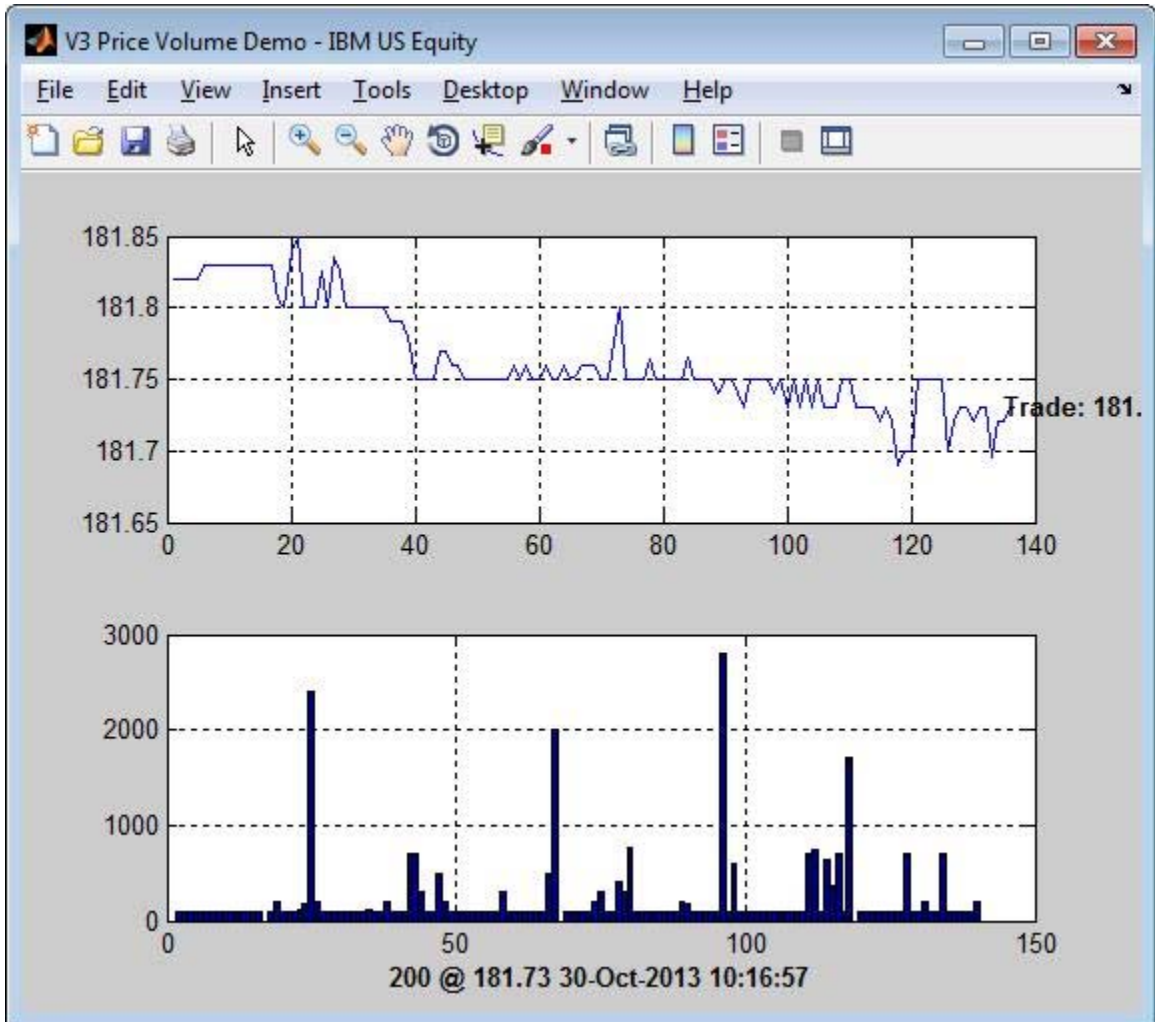 V3 Price Volume Demo - IBM US Equity
File Edit View Insert Tools Desktop Window Help
181.85
181.8
181.75
181.7
181.65
0 20 40 60 80 100 120 140
Trade: 181.
3000
2000
1000
0
0 50 100 150
200 @ 181.73 30-Oct-2013 10:16:57